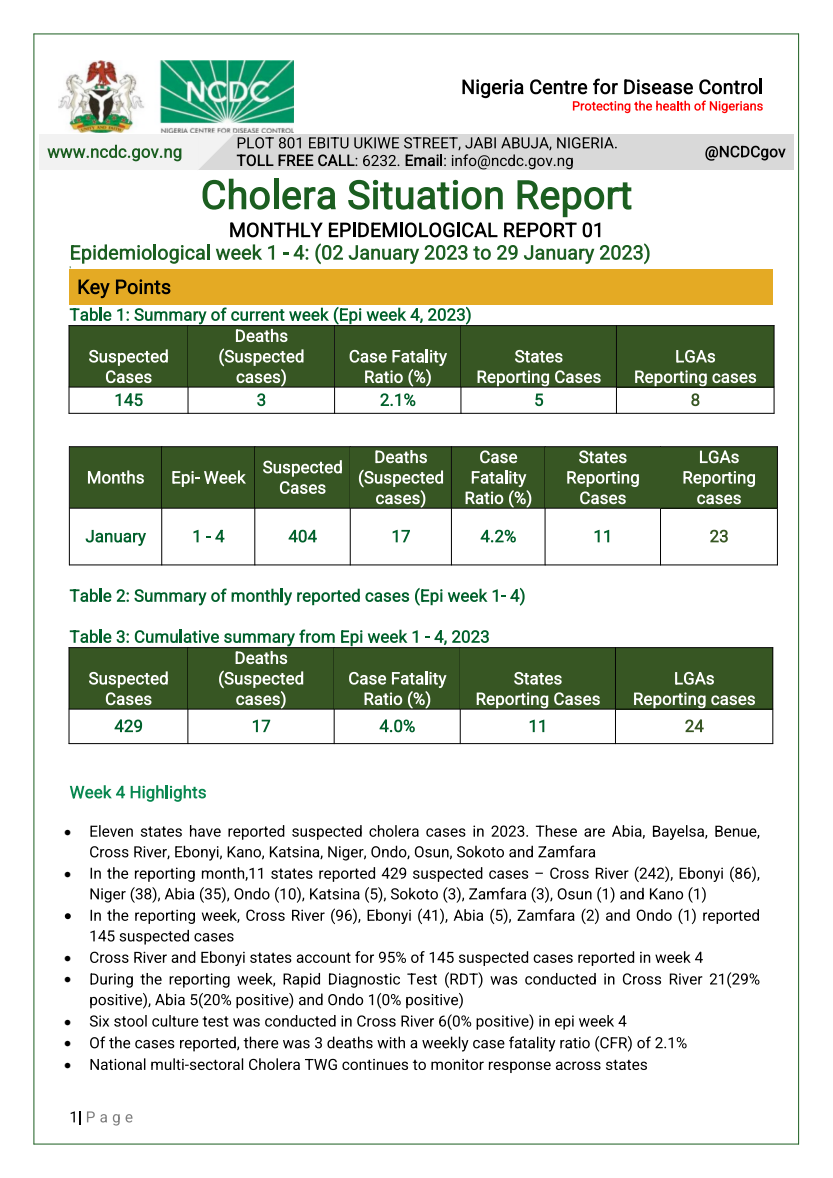 NCDC
NIGERIA CENTRE FOR DISEASE CONTROL
Nigeria Centre for Disease Control
Protecting the health of Nigerians
www.ncdc.gov.ng
PLOT 801 EBITU UKIWE STREET, JABI ABUJA, NIGERIA.
TOLL FREE CALL: 6232. Email: info@ncdc.gov.ng
@NCDCgov
Cholera Situation Report
MONTHLY EPIDEMIOLOGICAL REPORT 01
Epidemiological week 1 - 4: (02 January 2023 to 29 January 2023)
Key Points
Table 1: Summary of current week (Epi week 4, 2023)
Suspected Cases | Deaths (Suspected cases) | Case Fatality Ratio (%) | States Reporting Cases | LGAs Reporting cases
145 | 3 | 2.1% | 5 | 8
Months | Epi- Week | Suspected Cases | Deaths (Suspected cases) | Case Fatality Ratio (%) | States Reporting Cases | LGAs Reporting cases
January | 1 - 4 | 404 | 17 | 4.2% | 11 | 23
Table 2: Summary of monthly reported cases (Epi week 1- 4)
Table 3: Cumulative summary from Epi week 1 - 4, 2023
Suspected Cases | Deaths (Suspected cases) | Case Fatality Ratio (%) | States Reporting Cases | LGAs Reporting cases
429 | 17 | 4.0% | 11 | 24
Week 4 Highlights
• Eleven states have reported suspected cholera cases in 2023. These are Abia, Bayelsa, Benue,
Cross River, Ebonyi, Kano, Katsina, Niger, Ondo, Osun, Sokoto and Zamfara
• In the reporting month,11 states reported 429 suspected cases – Cross River (242), Ebonyi (86),
Niger (38), Abia (35), Ondo (10), Katsina (5), Sokoto (3), Zamfara (3), Osun (1) and Kano (1)
• In the reporting week, Cross River (96), Ebonyi (41), Abia (5), Zamfara (2) and Ondo (1) reported
145 suspected cases
• Cross River and Ebonyi states account for 95% of 145 suspected cases reported in week 4
• During the reporting week, Rapid Diagnostic Test (RDT) was conducted in Cross River 21(29%
positive), Abia 5(20% positive) and Ondo 1(0% positive)
• Six stool culture test was conducted in Cross River 6(0% positive) in epi week 4
• Of the cases reported, there was 3 deaths with a weekly case fatality ratio (CFR) of 2.1%
• National multi-sectoral Cholera TWG continues to monitor response across states
1| P a g e